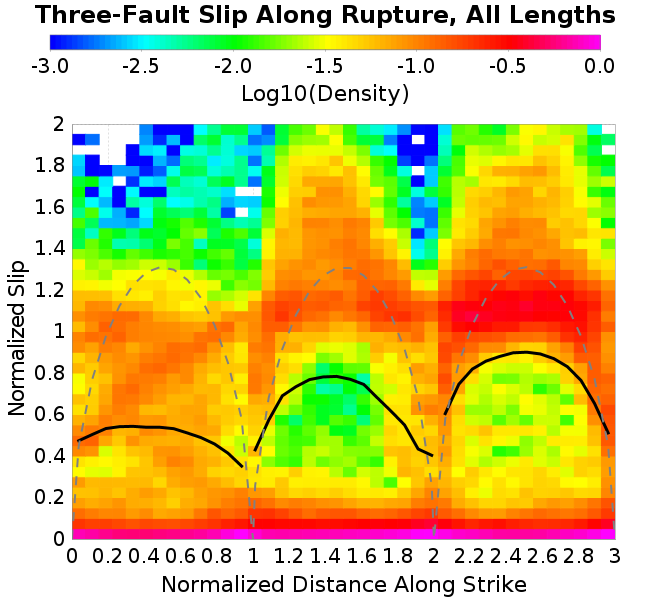 Three-Fault Slip Along Rupture, All Lengths
-3.0 -2.5 -2.0 -1.5 -1.0 -0.5 0.0
Log10(Density)
Normalized Slip
2
1.8
1.6
1.4
1.2
1
0.8
0.6
0.4
0.2
0
0 0.2 0.4 0.6 0.8 1 1.2 1.4 1.6 1.8 2 2.2 2.4 2.6 2.8 3
Normalized Distance Along Strike